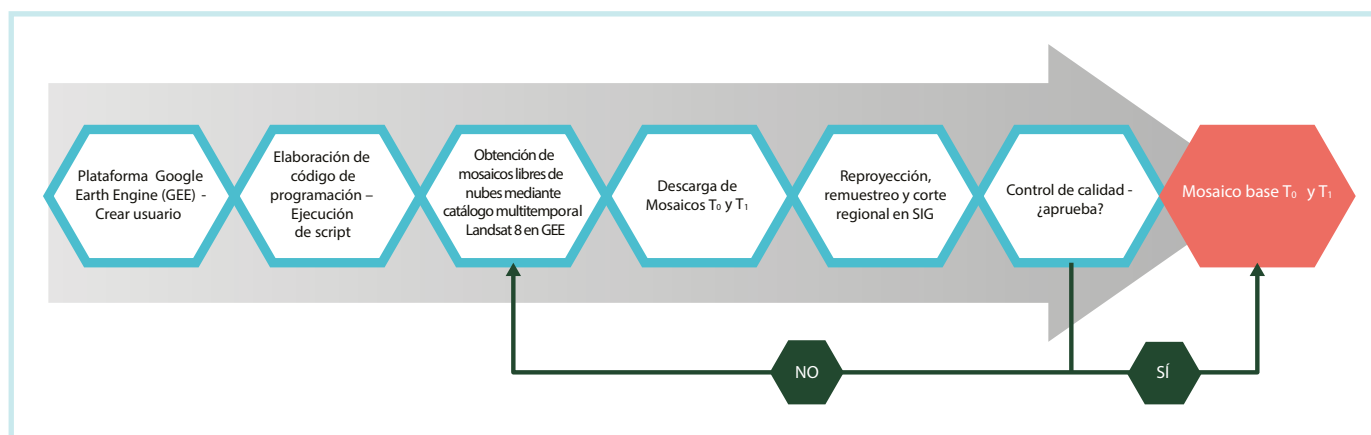 Plataforma Google
Earth Engine (GEE) -
Crear usuario
Elaboración de
código de
programación –
Ejecución
de script
Obtención de
mosaicos libres de
nubes mediante
catálogo multitemporal
Landsat 8 en GEE
Descarga de
Mosaicos T₀ y T₁
Reproyección,
remuestreo y corte
regional en SIG
Control de calidad -
¿aprueba?
Mosaico base T₀ y T₁
NO
SÍ